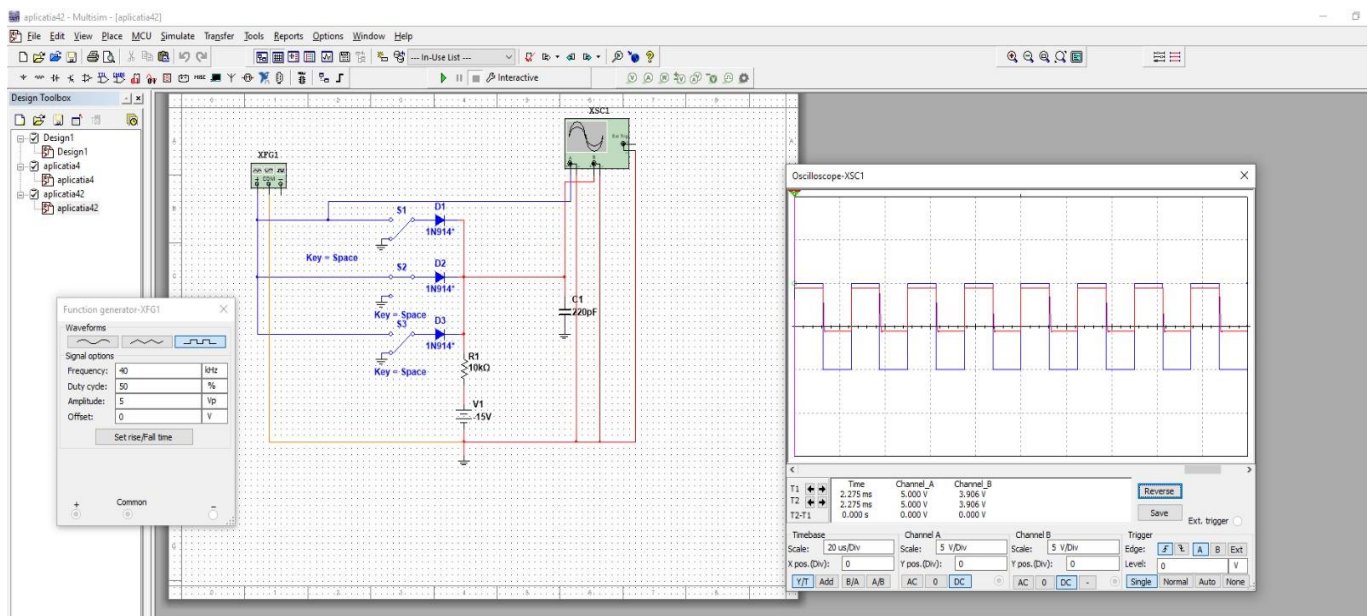 aplicatia42 - Multisim - [aplicatia42]
File Edit View Place MCU Simulate Transfer Tools Reports Options Window Help
--- In-Use List ---
Interactive
Design Toolbox
Design1
Design1
aplicatia4
aplicatia4
aplicatia42
aplicatia42
XSC1
Ext Trig
XFG1
COM
S1
D1
1N914*
Key = Space
S2
D2
1N914*
Key = Space
S3
D3
1N914*
Key = Space
C1
220pF
R1
10kΩ
V1
-15V
Function generator-XFG1
Waveforms
Signal options
Frequency: 40 kHz
Duty cycle: 50 %
Amplitude: 5 Vp
Offset: 0 V
Set rise/Fall time
+ Common -
Oscilloscope-XSC1
Time Channel_A Channel_B
T1 2.275 ms 5.000 V 3.906 V
T2 2.275 ms 5.000 V 3.906 V
T2-T1 0.000 s 0.000 V 0.000 V
Reverse
Save
Ext. trigger
Timebase Channel A Channel B Trigger
Scale: 20 us/Div Scale: 5 V/Div Scale: 5 V/Div Edge: A B Ext
X pos.(Div): 0 Y pos.(Div): 0 Y pos.(Div): 0 Level: 0 V
Y/T Add B/A A/B AC 0 DC AC 0 DC - Single Normal Auto None